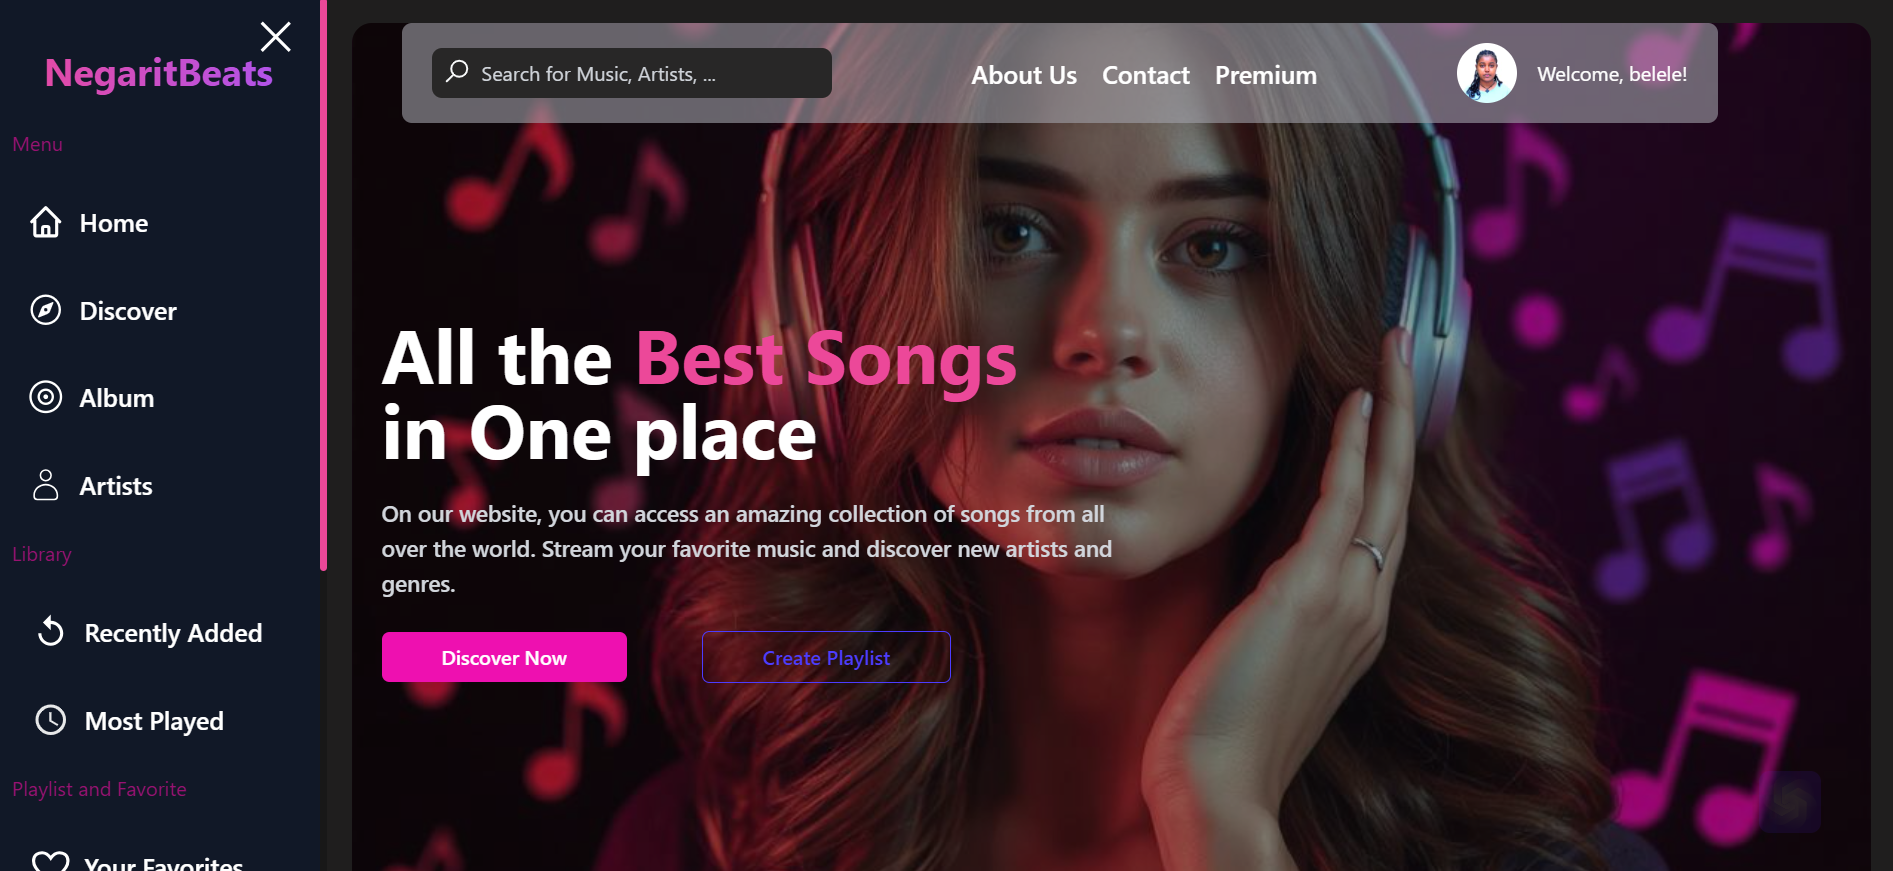 NegaritBeats
Menu
Home
Discover
Album
Artists
Library
Recently Added
Most Played
Playlist and Favorite
Your Favorites
Search for Music, Artists, ...
About Us
Contact
Premium
Welcome, belele!
All the Best Songs
in One place
On our website, you can access an amazing collection of songs from all
over the world. Stream your favorite music and discover new artists and
genres.
Discover Now
Create Playlist